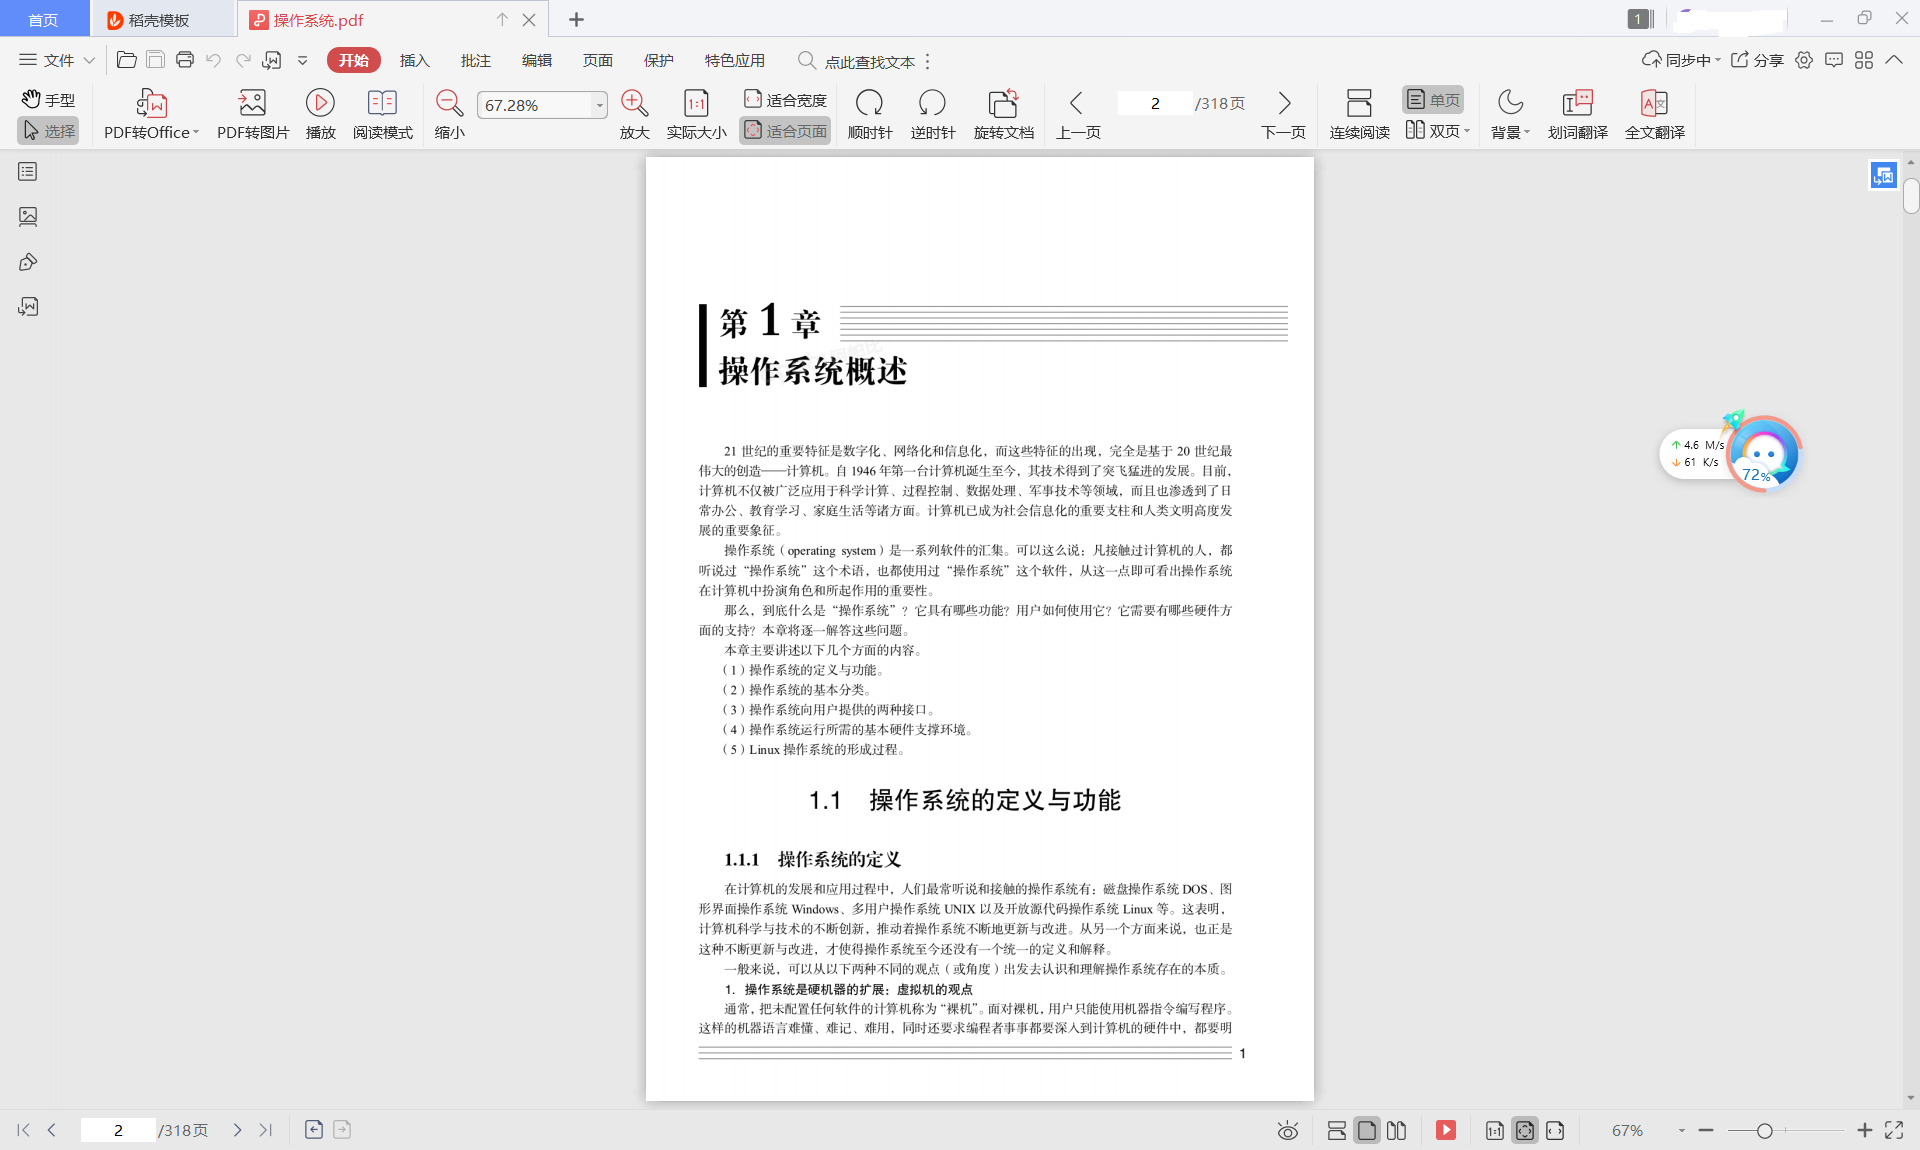 首页
稻壳模板
操作系统.pdf
1
文件
开始
插入
批注
编辑
页面
保护
特色应用
点此查找文本
同步中
分享
手型
选择
PDF转Office
PDF转图片
播放
阅读模式
缩小
67.28%
放大
1:1
实际大小
适合宽度
适合页面
顺时针
逆时针
旋转文档
上一页
2
/318页
下一页
连续阅读
单页
双页
背景
划词翻译
全文翻译
第1章
操作系统概述
21 世纪的重要特征是数字化、网络化和信息化，而这些特征的出现，完全是基于 20 世纪最
伟大的创造——计算机。自 1946 年第一台计算机诞生至今，其技术得到了突飞猛进的发展。目前，
计算机不仅被广泛应用于科学计算、过程控制、数据处理、军事技术等领域，而且也渗透到了日
常办公、教育学习、家庭生活等诸方面。计算机已成为社会信息化的重要支柱和人类文明高度发
展的重要象征。
操作系统（operating system）是一系列软件的汇集。可以这么说：凡接触过计算机的人，都
听说过“操作系统”这个术语，也都使用过“操作系统”这个软件，从这一点即可看出操作系统
在计算机中扮演角色和所起作用的重要性。
那么，到底什么是“操作系统”？它具有哪些功能？用户如何使用它？它需要有哪些硬件方
面的支持？本章将逐一解答这些问题。
本章主要讲述以下几个方面的内容。
（1）操作系统的定义与功能。
（2）操作系统的基本分类。
（3）操作系统向用户提供的两种接口。
（4）操作系统运行所需的基本硬件支撑环境。
（5）Linux 操作系统的形成过程。
1.1 操作系统的定义与功能
1.1.1 操作系统的定义
在计算机的发展和应用过程中，人们最常听说和接触的操作系统有：磁盘操作系统 DOS、图
形界面操作系统 Windows、多用户操作系统 UNIX 以及开放源代码操作系统 Linux 等。这表明，
计算机科学与技术的不断创新，推动着操作系统不断地更新与改进。从另一个方面来说，也正是
这种不断更新与改进，才使得操作系统至今还没有一个统一的定义和解释。
一般来说，可以从以下两种不同的观点（或角度）出发去认识和理解操作系统存在的本质。
1. 操作系统是硬机器的扩展：虚拟机的观点
通常，把未配置任何软件的计算机称为“裸机”。面对裸机，用户只能使用机器指令编写程序。
这样的机器语言难懂、难记、难用，同时还要求编程者事事都要深入到计算机的硬件中，都要明
1
4.6 M/s
61 K/s
72%
2
/318页
67%